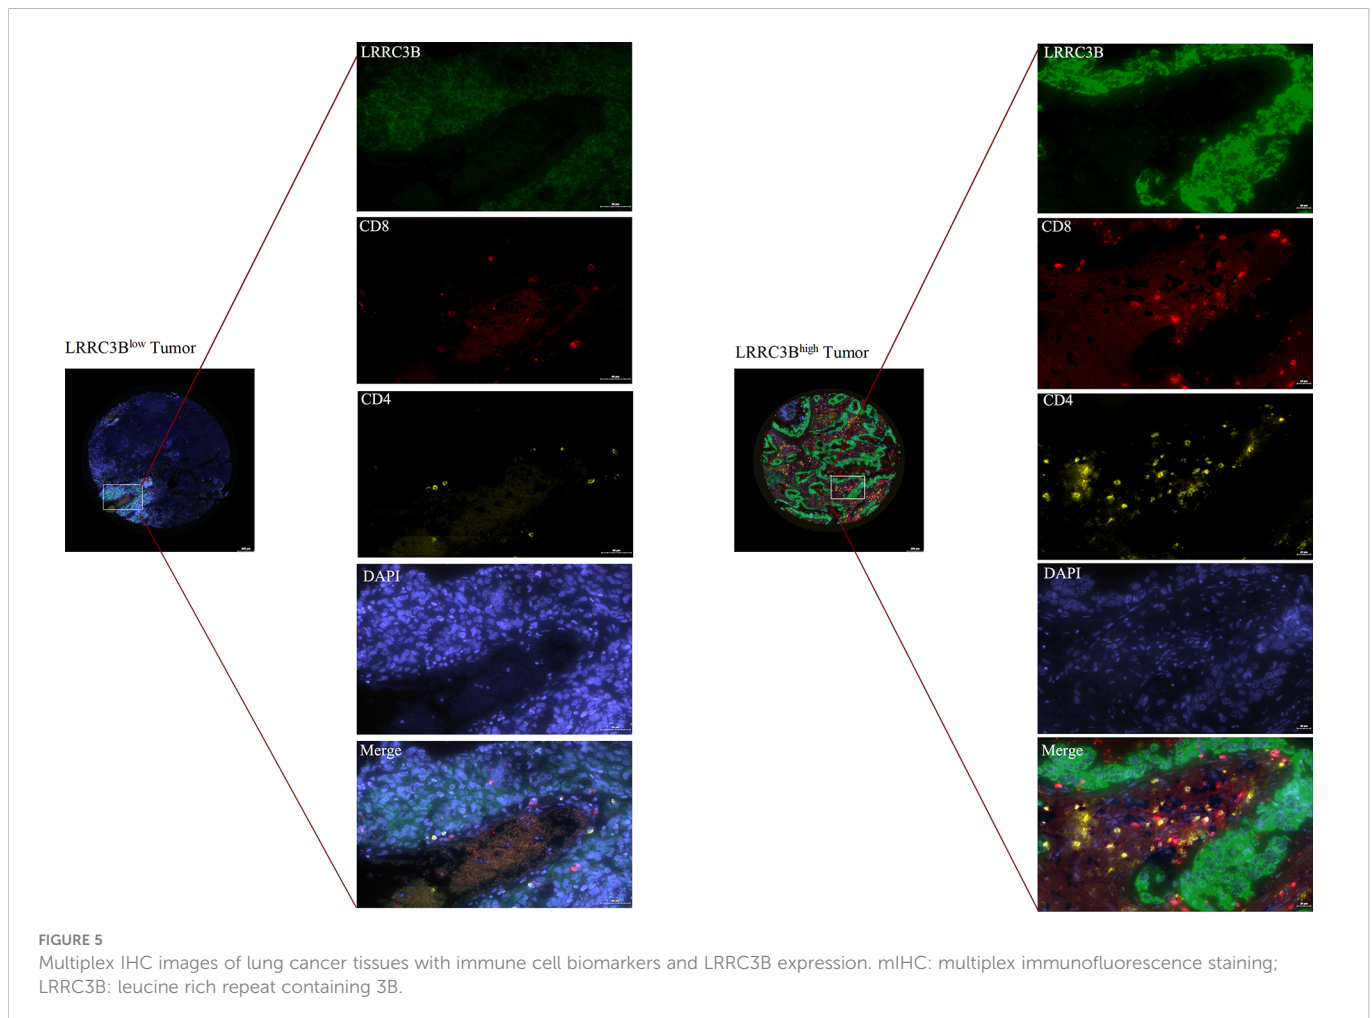 LRRC3Blow Tumor
LRRC3B
CD8
CD4
DAPI
Merge
LRRC3Bhigh Tumor
LRRC3B
CD8
CD4
DAPI
Merge
FIGURE 5
Multiplex IHC images of lung cancer tissues with immune cell biomarkers and LRRC3B expression. mIHC: multiplex immunofluorescence staining;
LRRC3B: leucine rich repeat containing 3B.